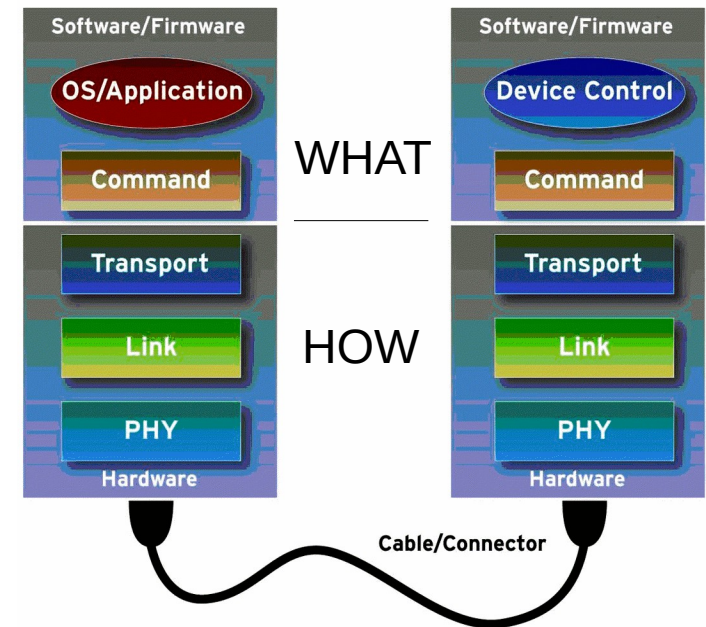 Software/Firmware
OS/Application
Command
Transport
Link
PHY
Hardware
WHAT
HOW
Software/Firmware
Device Control
Command
Transport
Link
PHY
Hardware
Cable/Connector